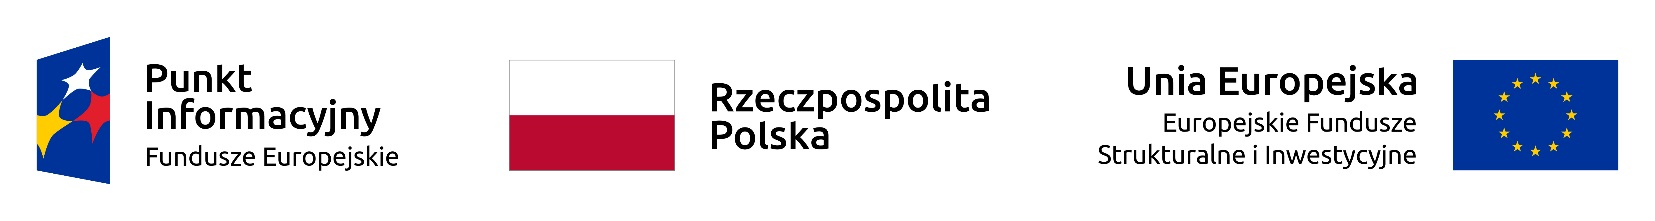 Punkt
Informacyjny
Fundusze Europejskie
Rzeczpospolita
Polska
Unia Europejska
Europejskie Fundusze
Strukturalne i Inwestycyjne